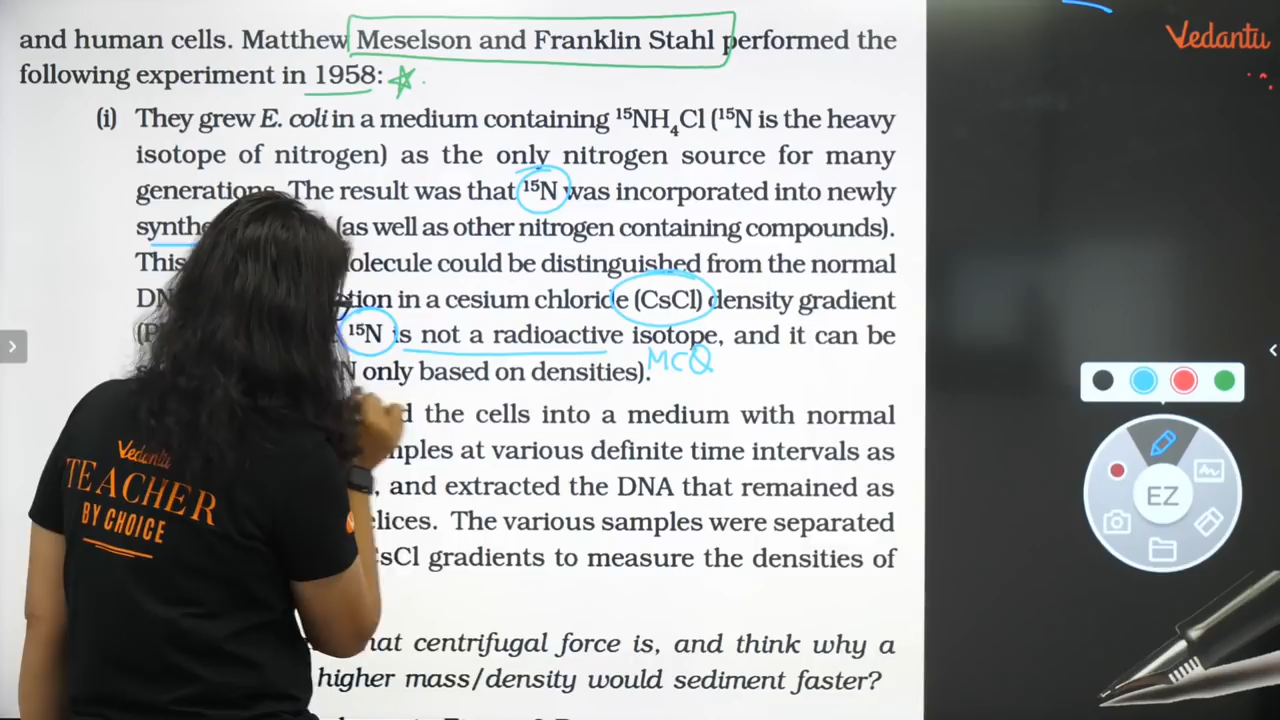 and human cells. Matthew Meselson and Franklin Stahl performed the
following experiment in 1958:
(i) They grew E. coli in a medium containing ¹⁵NH₄Cl (¹⁵N is the heavy
isotope of nitrogen) as the only nitrogen source for many
generations. The result was that ¹⁵N was incorporated into newly
(as well as other nitrogen containing compounds).
This could be distinguished from the normal
in a cesium chloride (CsCl) density gradient
¹⁵N is not a radioactive isotope, and it can be
only based on densities).
MCQ
the cells into a medium with normal
at various definite time intervals as
, and extracted the DNA that remained as
The various samples were separated
CsCl gradients to measure the densities of
hat centrifugal force is, and think why a
higher mass/density would sediment faster?
Vedantu
EZ
Vedantu
TEACHER
BY CHOICE